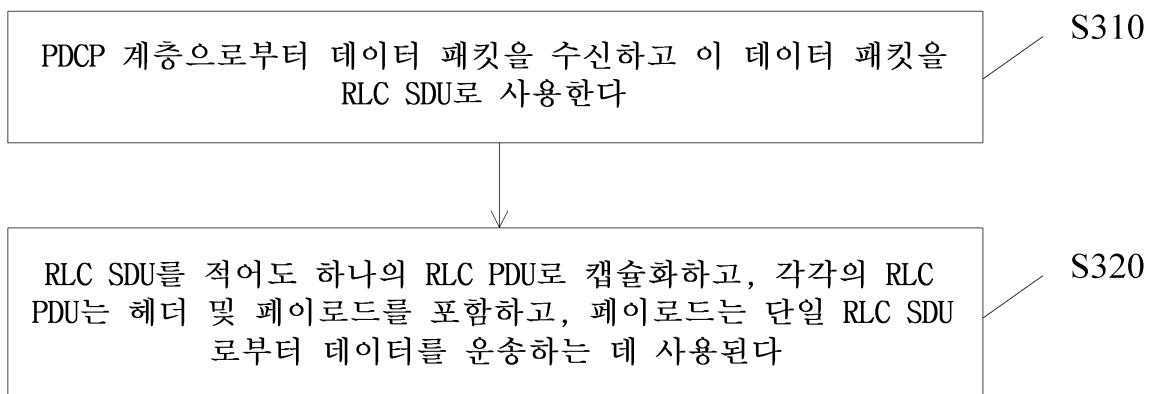 PDCP 계층으로부터 데이터 패킷을 수신하고 이 데이터 패킷을
RLC SDU로 사용한다
S310
RLC SDU를 적어도 하나의 RLC PDU로 캡슐화하고, 각각의 RLC
PDU는 헤더 및 페이로드를 포함하고, 페이로드는 단일 RLC SDU
로부터 데이터를 운송하는 데 사용된다
S320